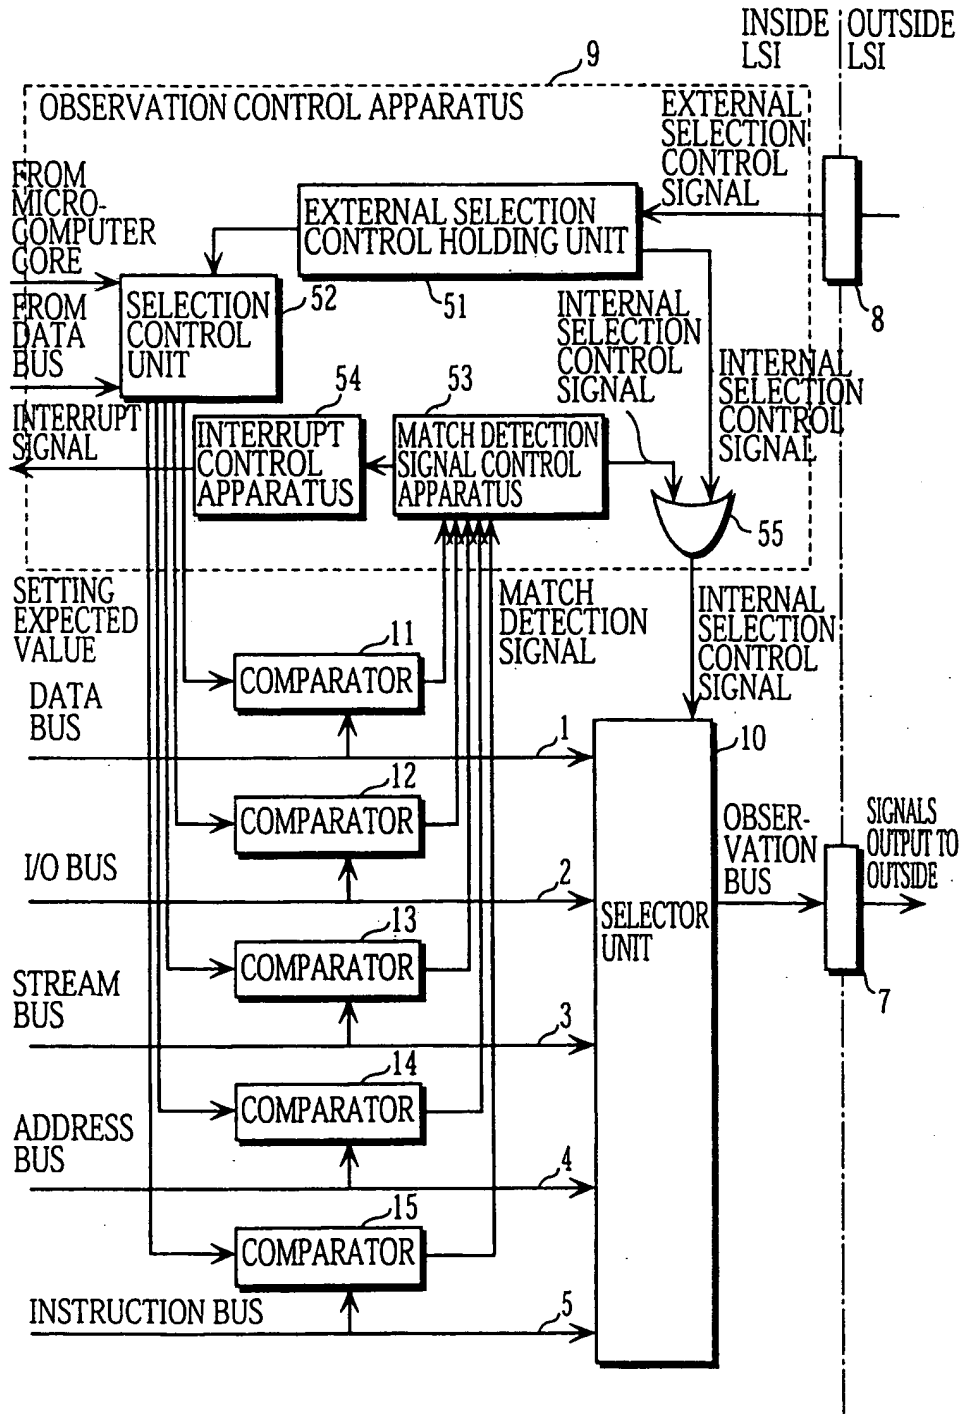 INSIDE
LSI
OUTSIDE
LSI
9
OBSERVATION CONTROL APPARATUS
EXTERNAL
SELECTION
CONTROL
SIGNAL
FROM
MICRO-
COMPUTER
CORE
EXTERNAL SELECTION
CONTROL HOLDING UNIT
51
8
FROM
DATA
BUS
SELECTION
CONTROL
UNIT
52
INTERNAL
SELECTION
CONTROL
SIGNAL
INTERNAL
SELECTION
CONTROL
SIGNAL
INTERRUPT
SIGNAL
54
INTERRUPT
CONTROL
APPARATUS
53
MATCH DETECTION
SIGNAL CONTROL
APPARATUS
55
SETTING
EXPECTED
VALUE
MATCH
DETECTION
SIGNAL
INTERNAL
SELECTION
CONTROL
SIGNAL
11
COMPARATOR
DATA
BUS
1
10
12
COMPARATOR
I/O BUS
2
OBSER-
VATION
BUS
SIGNALS
OUTPUT TO
OUTSIDE
SELECTOR
UNIT
7
13
COMPARATOR
STREAM
BUS
3
14
COMPARATOR
ADDRESS
BUS
4
15
COMPARATOR
INSTRUCTION BUS
5